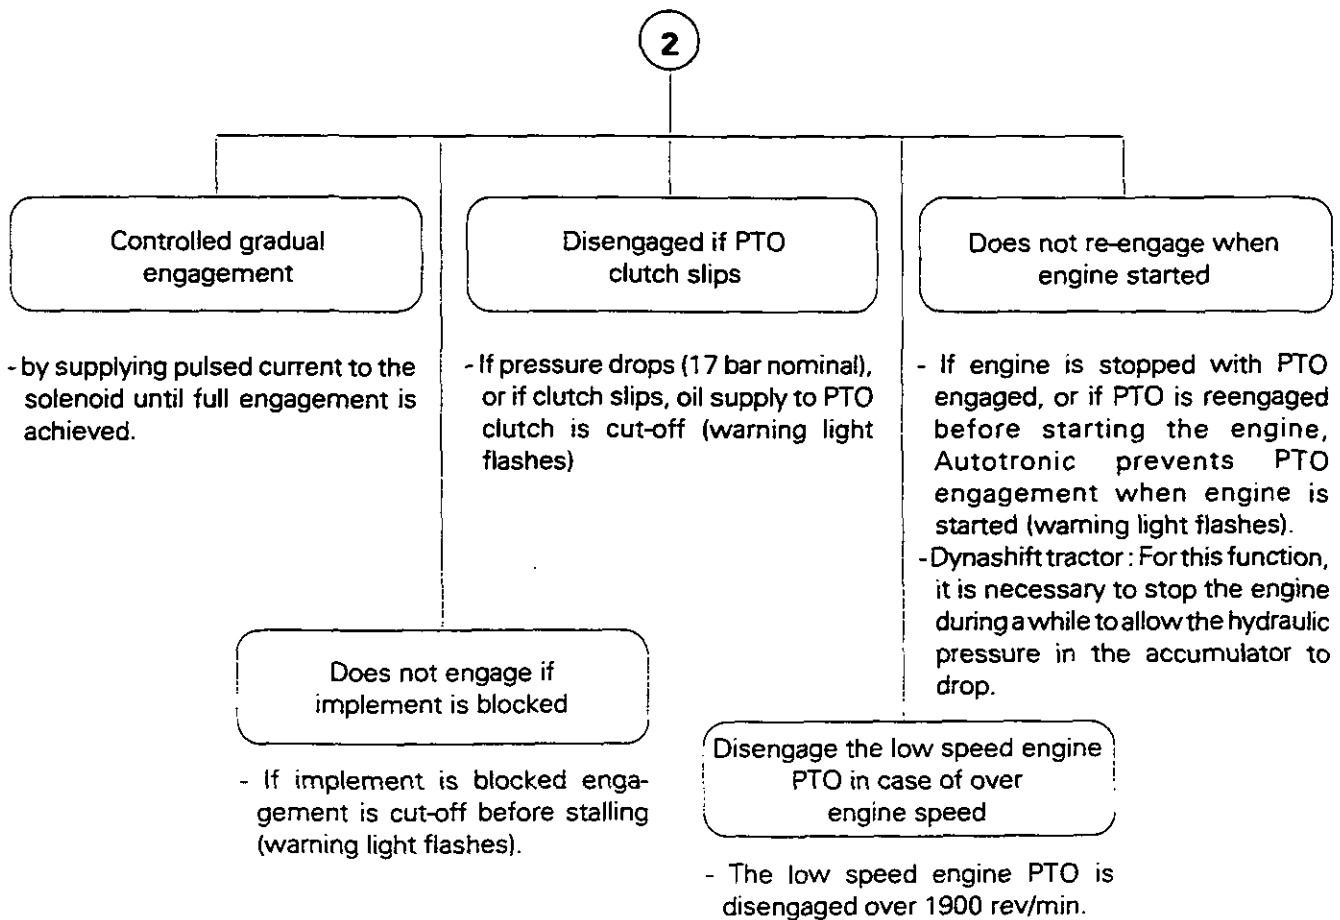 2
Controlled gradual
engagement
- by supplying pulsed current to the
solenoid until full engagement is
achieved.
Does not engage if
implement is blocked
- If implement is blocked enga-
gement is cut-off before stalling
(warning light flashes).
Disengaged if PTO
clutch slips
- If pressure drops (17 bar nominal),
or if clutch slips, oil supply to PTO
clutch is cut-off (warning light
flashes)
Disengage the low speed engine
PTO in case of over
engine speed
- The low speed engine PTO is
disengaged over 1900 rev/min.
Does not re-engage when
engine started
- If engine is stopped with PTO
engaged, or if PTO is reengaged
before starting the engine,
Autotronic prevents PTO
engagement when engine is
started (warning light flashes).
- Dynashift tractor : For this function,
it is necessary to stop the engine
during a while to allow the hydraulic
pressure in the accumulator to
drop.